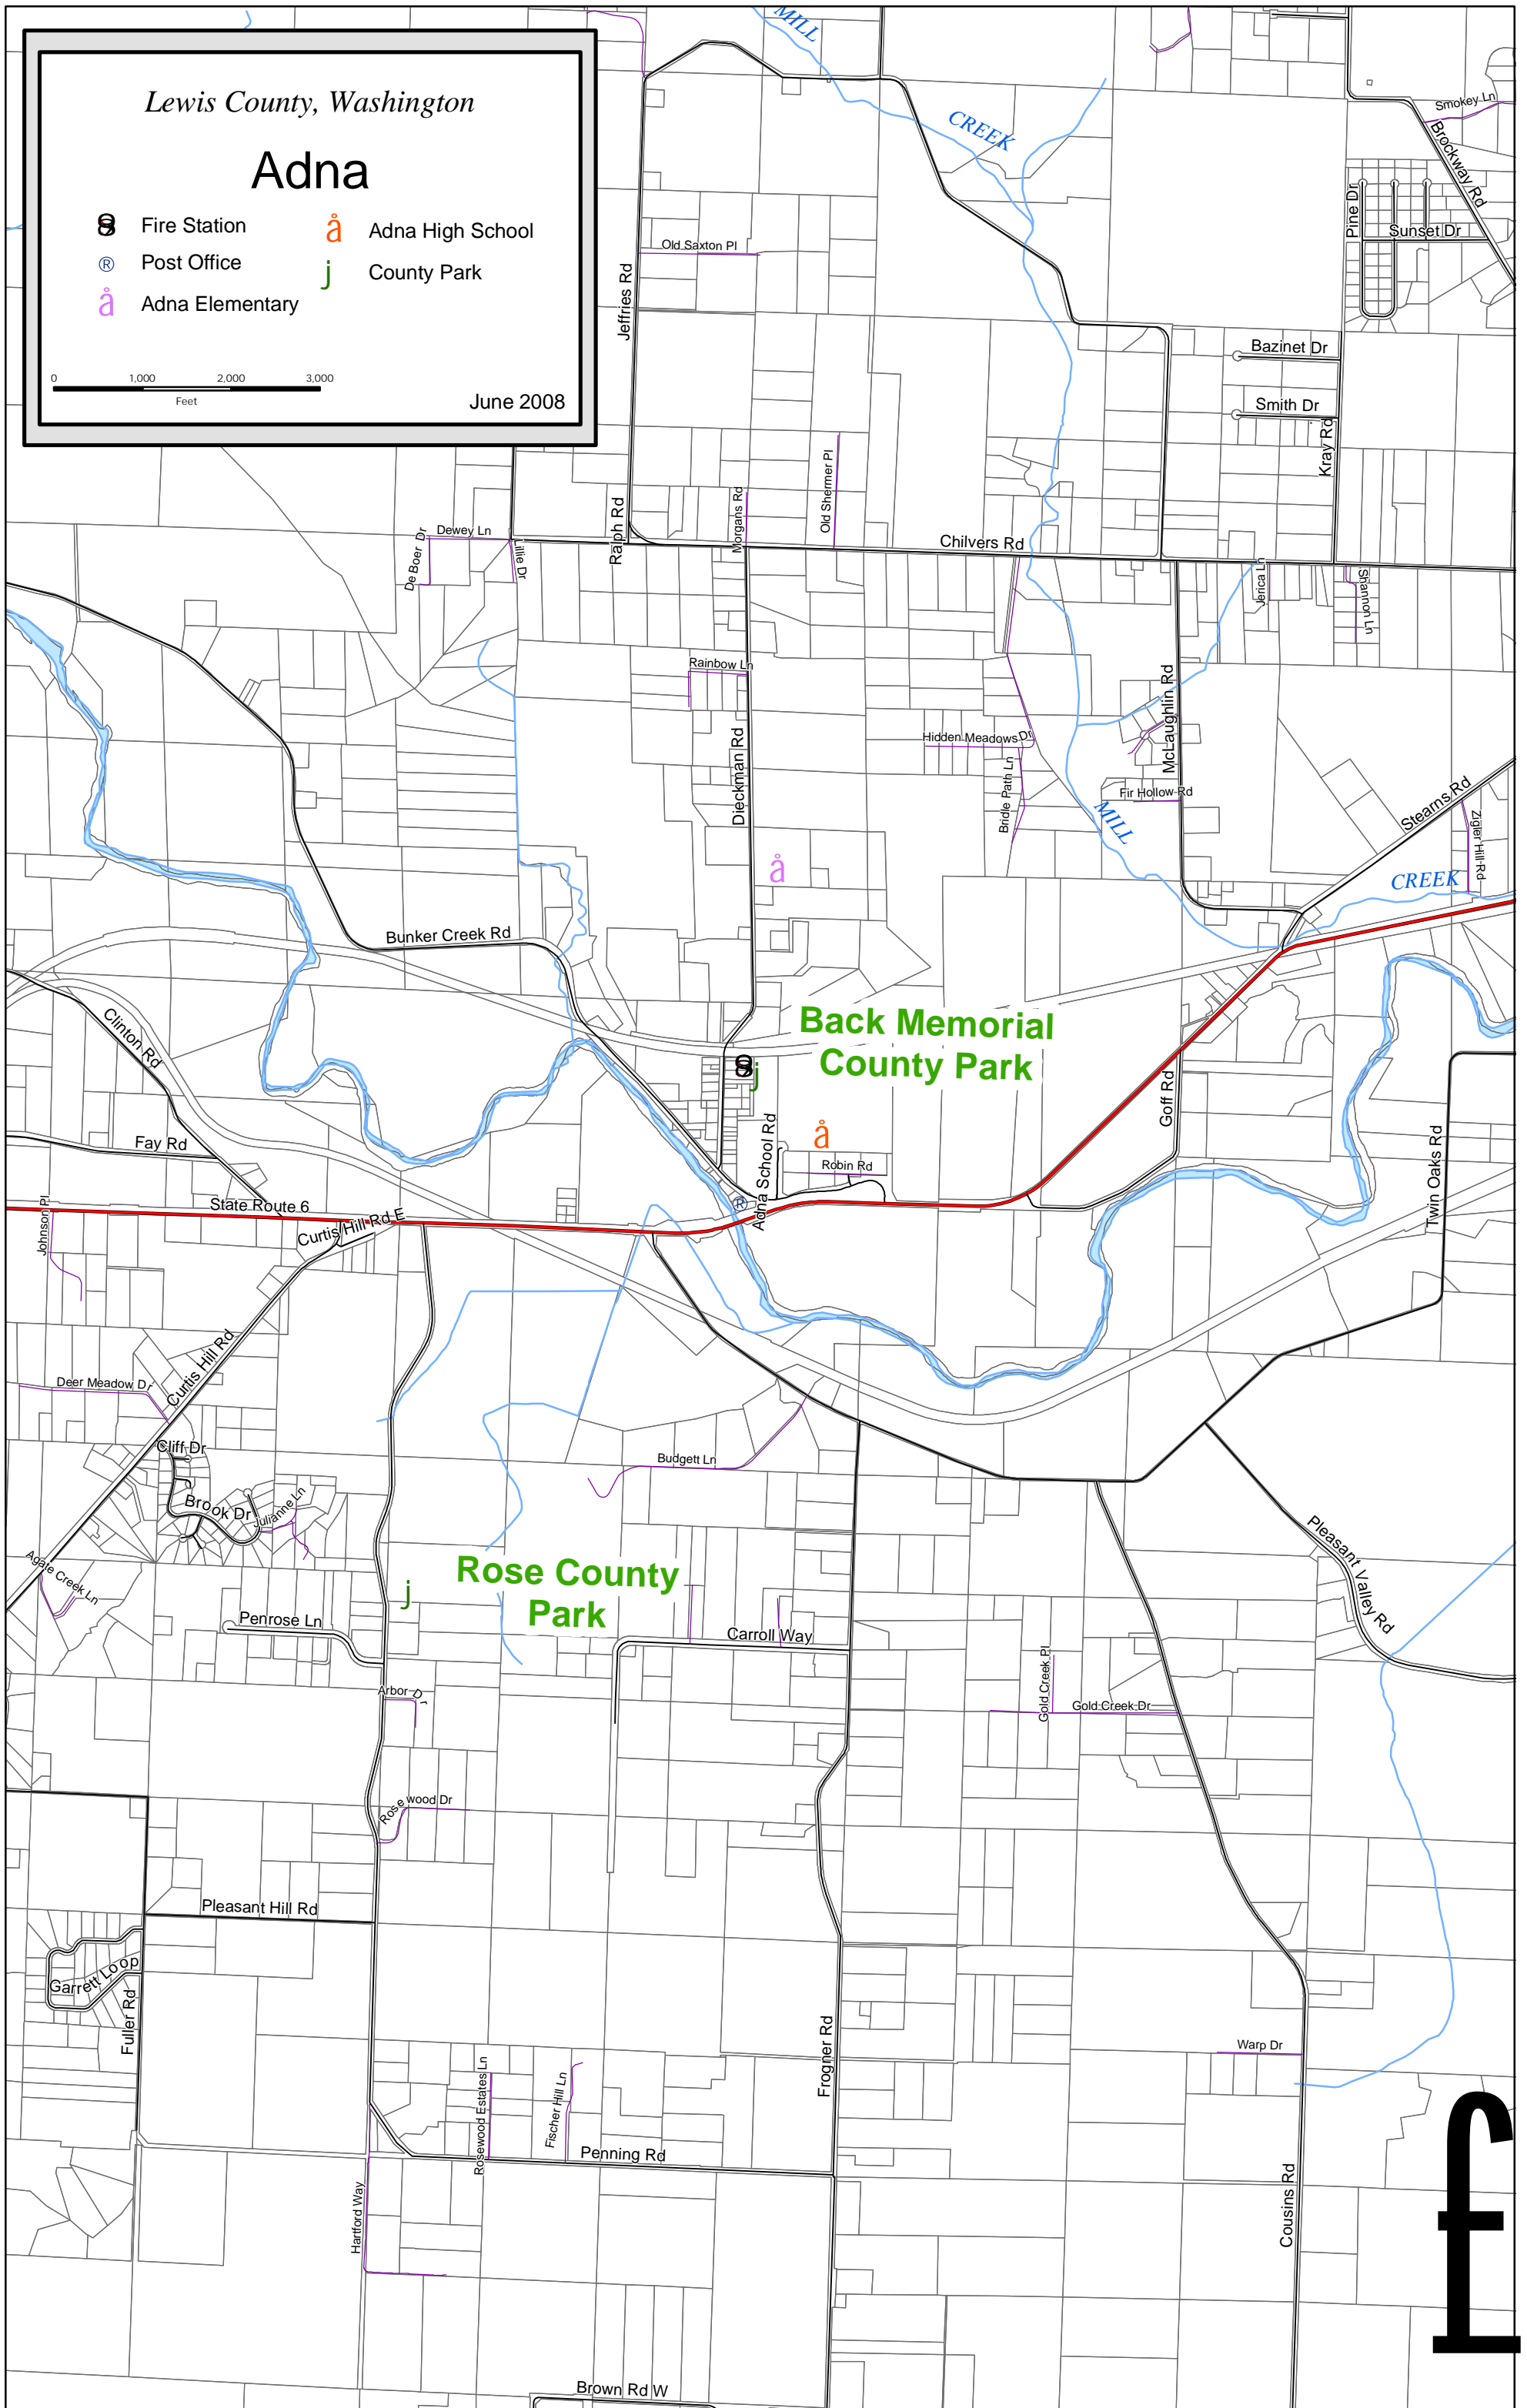 Lewis County, Washington
Adna
8 Fire Station
® Post Office
å Adna Elementary
å Adna High School
j County Park
0 1,000 2,000 3,000
Feet
June 2008
MILL
CREEK
Smokey Ln
Brockway Rd
Pine Dr
Sunset Dr
Old Saxton Pl
Jeffries Rd
Bazinet Dr
Smith Dr
Kray Rd
Old Shermer Pl
Morgans Rd
Ralph Rd
Dewey Ln
De Boer Dr
Lillie Dr
Chilvers Rd
Jerica Ln
Shannon Ln
Rainbow Ln
Dieckman Rd
Hidden Meadows Dr
Bridle Path Ln
McLaughlin Rd
Fir Hollow Rd
MILL
CREEK
Stearns Rd
Zigler Hill Rd
å
Bunker Creek Rd
Back Memorial
County Park
8
j
Clinton Rd
Fay Rd
å
Adna School Rd
Robin Rd
Goff Rd
Twin Oaks Rd
®
State Route 6
Johnson Pl
Curtis Hill Rd E
Curtis Hill Rd
Deer Meadow Dr
Cliff Dr
Brook Dr
Julianne Ln
Budgett Ln
Agate Creek Ln
Rose County
Park
j
Pleasant Valley Rd
Penrose Ln
Carroll Way
Arbor Dr
Gold Creek Pl
Gold Creek Dr
Rosewood Dr
Pleasant Hill Rd
Garrett Loop
Fuller Rd
Frogner Rd
Warp Dr
Rosewood Estates Ln
Fischer Hill Ln
Penning Rd
Hartford Way
Cousins Rd
£
Brown Rd W